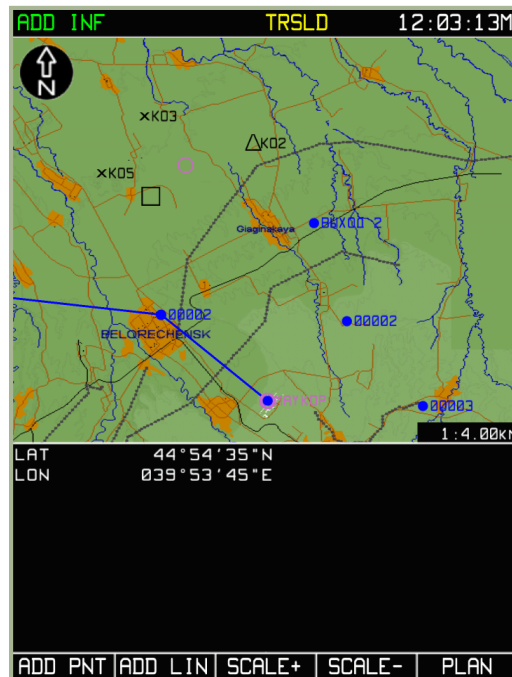 ADD INF TRSLD 12:03:13M
N
K03
K02
K05
Giaginskaya
00002
BELORECHENSK
00002
00003
1:4.00KM
LAT 44°54'35"N
LON 039°53'45"E
ADD PNT ADD LIN SCALE+ SCALE- PLAN